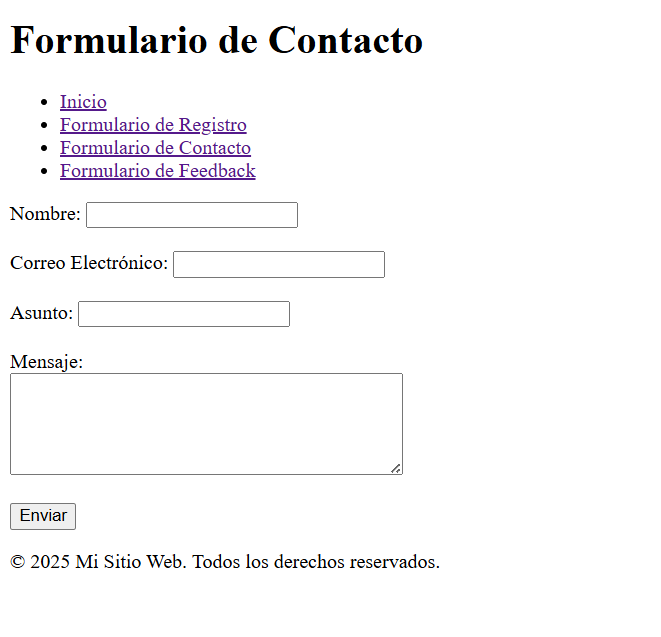 Formulario de Contacto
Inicio
Formulario de Registro
Formulario de Contacto
Formulario de Feedback
Nombre:
Correo Electrónico:
Asunto:
Mensaje:
Enviar
© 2025 Mi Sitio Web. Todos los derechos reservados.